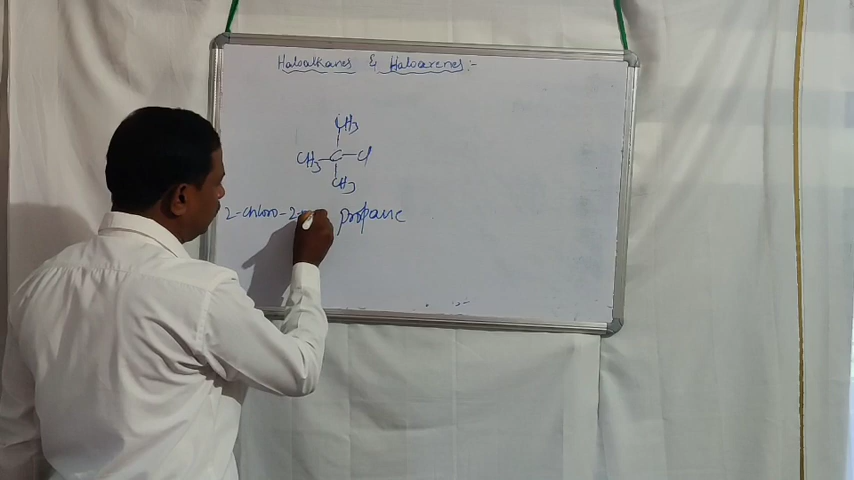 Haloalkanes & Haloarenes:-
CH3
CH3-C-Cl
CH3
2-chloro-2- propane